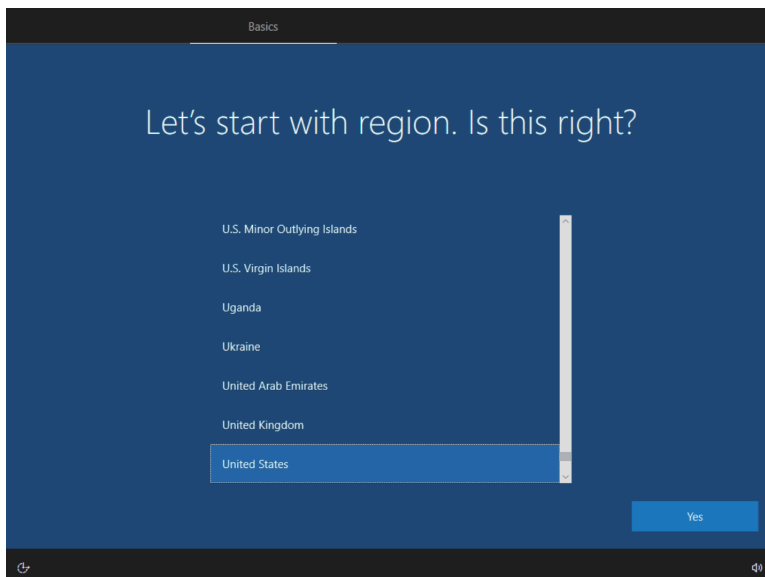 Basics
Let's start with region. Is this right?
U.S. Minor Outlying Islands
U.S. Virgin Islands
Uganda
Ukraine
United Arab Emirates
United Kingdom
United States
Yes